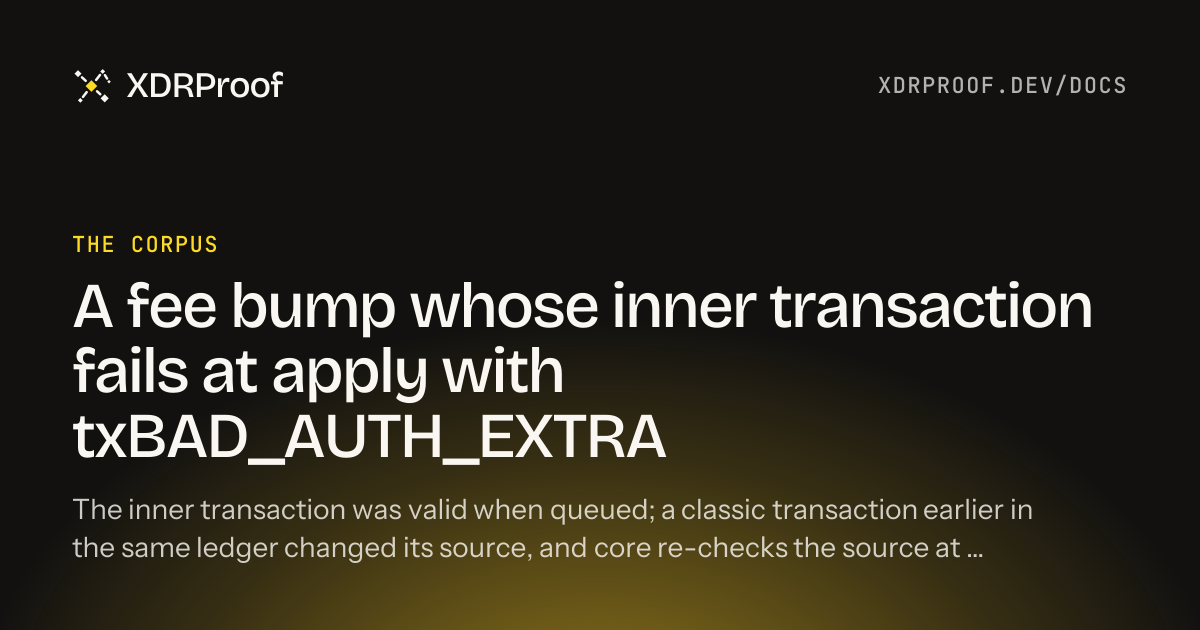 XDRProof
XDRPROOF.DEV/DOCS
THE CORPUS
A fee bump whose inner transaction
fails at apply with
txBAD_AUTH_EXTRA
The inner transaction was valid when queued; a classic transaction earlier in
the same ledger changed its source, and core re-checks the source at ...